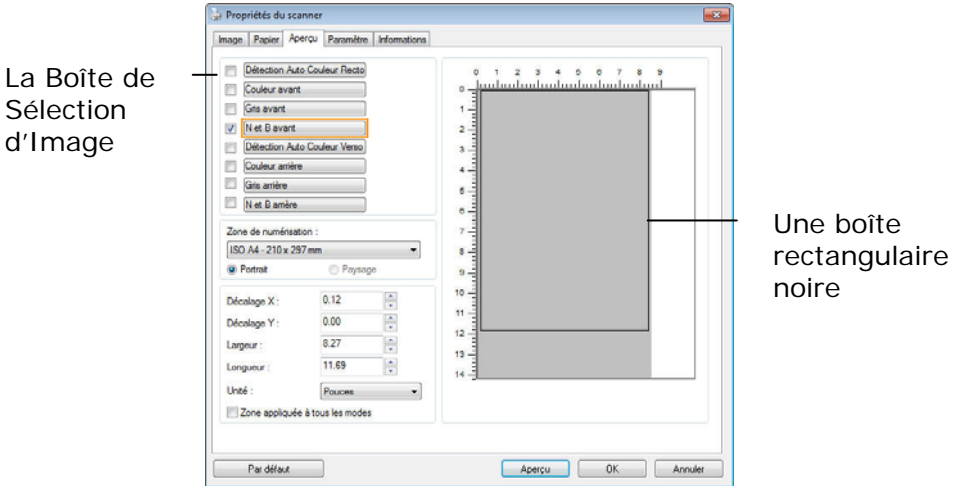 Propriétés du scanner
Image Papier Aperçu Paramètre Informations
La Boîte de
Sélection
d'Image
Détection Auto Couleur Recto
Couleur avant
Gris avant
N et B avant
Détection Auto Couleur Verso
Couleur arrière
Gris arrière
N et B arrière
Zone de numérisation :
ISO A4 - 210 x 297 mm
Portrait Paysage
Décalage X : 0.12
Décalage Y : 0.00
Largeur : 8.27
Longueur : 11.69
Unité : Pouces
Zone appliquée à tous les modes
0 1 2 3 4 5 6 7 8 9
0
1
2
3
4
5
6
7
8
9
10
11
12
13
14
Une boîte
rectangulaire
noire
Par défaut Aperçu OK Annuler